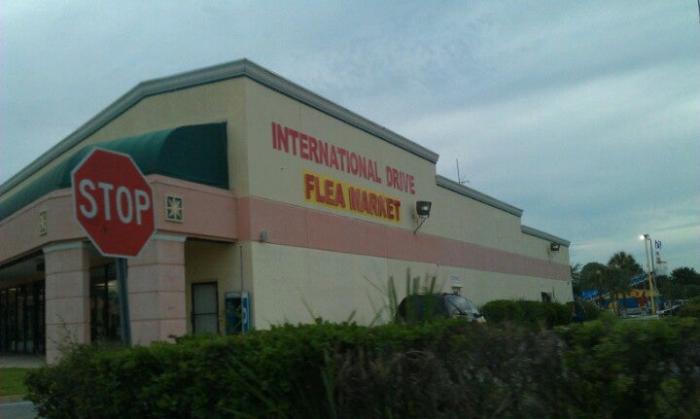 INTERNATIONAL DRIVE
FLEA MARKET
STOP